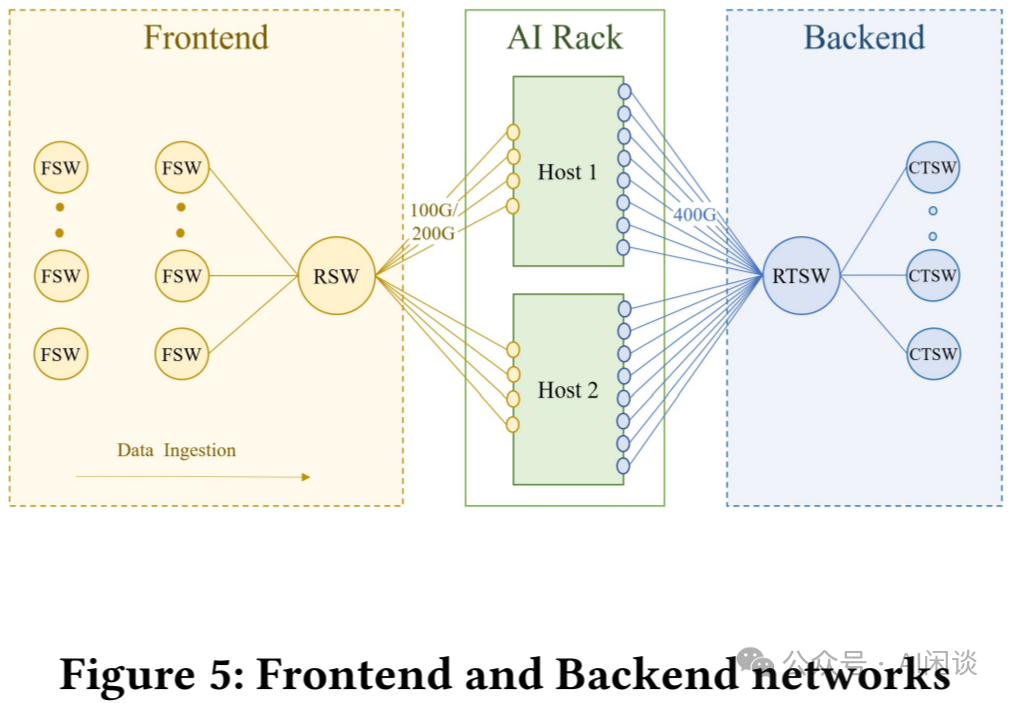 Frontend
AI Rack
Backend
FSW
FSW
FSW
FSW
FSW
FSW
RSW
100G/
200G
Host 1
Host 2
400G
RTSW
CTSW
CTSW
CTSW
Data Ingestion
Figure 5: Frontend and Backend networks
公众号 · AI闲谈